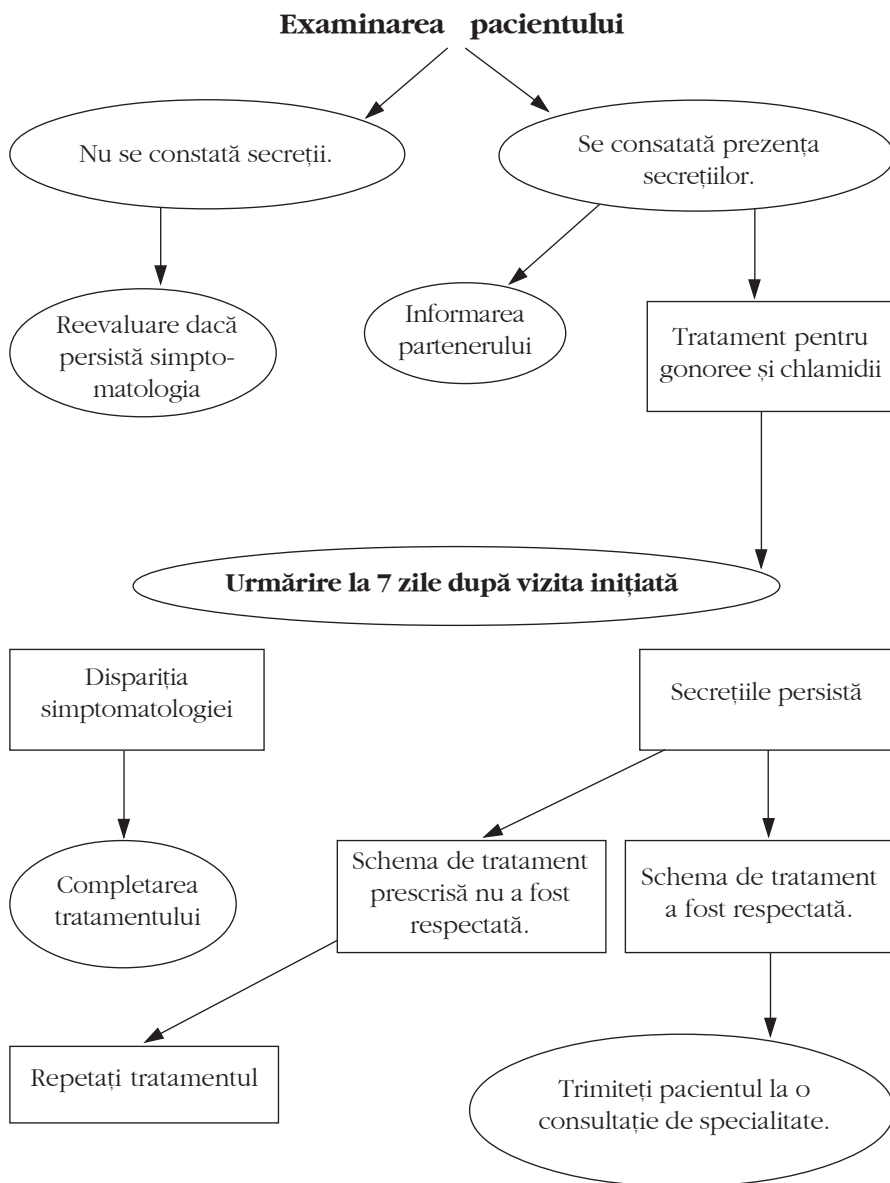 Examinarea pacientului
Nu se constată secreții.
Se consatată prezența
secrețiilor.
Reevaluare dacă
persistă simpto-
matologia
Informarea
partenerului
Tratament pentru
gonoree și chlamidii
Urmărire la 7 zile după vizita inițiată
Dispariția
simptomatologiei
Secrețiile persistă
Completarea
tratamentului
Schema de tratament
prescrisă nu a fost
respectată.
Schema de tratament
a fost respectată.
Repetați tratamentul
Trimiteți pacientul la o
consultație de specialitate.